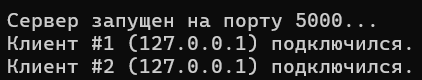 Сервер запущен на порту 5000...
Клиент #1 (127.0.0.1) подключился.
Клиент #2 (127.0.0.1) подключился.